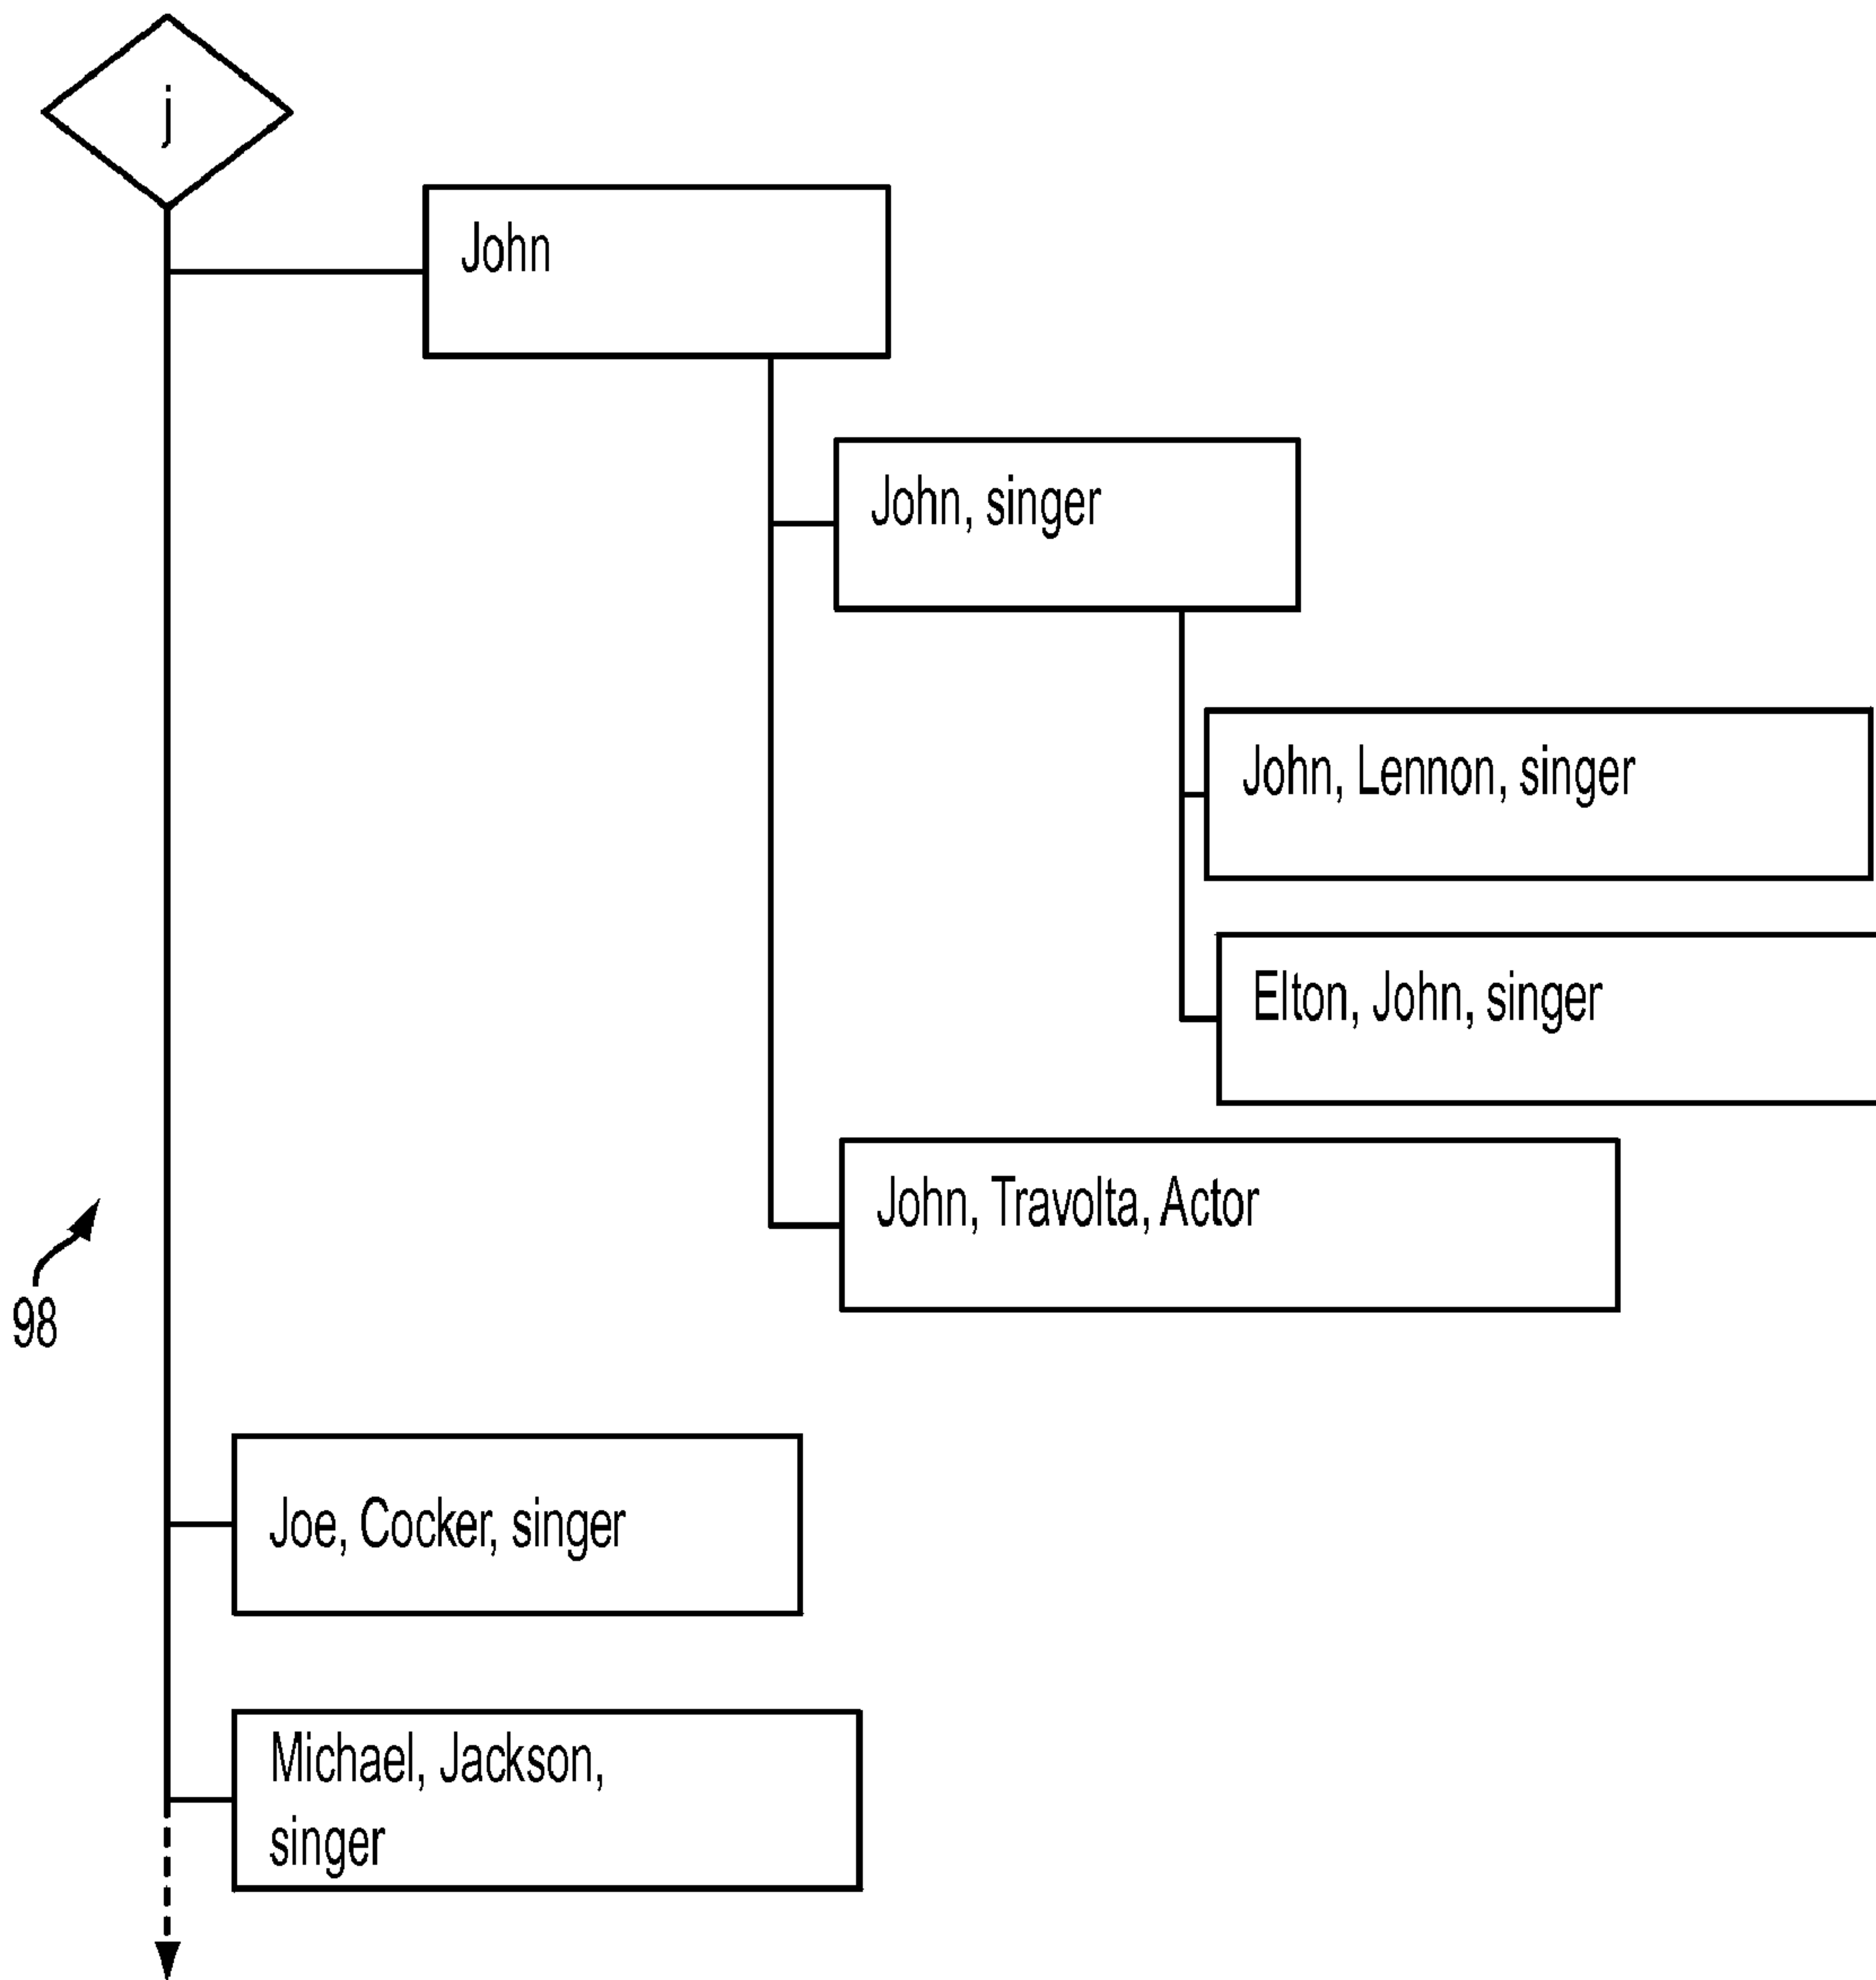 j
John
John, singer
John, Lennon, singer
Elton, John, singer
John, Travolta, Actor
98
Joe, Cocker, singer
Michael, Jackson,
singer